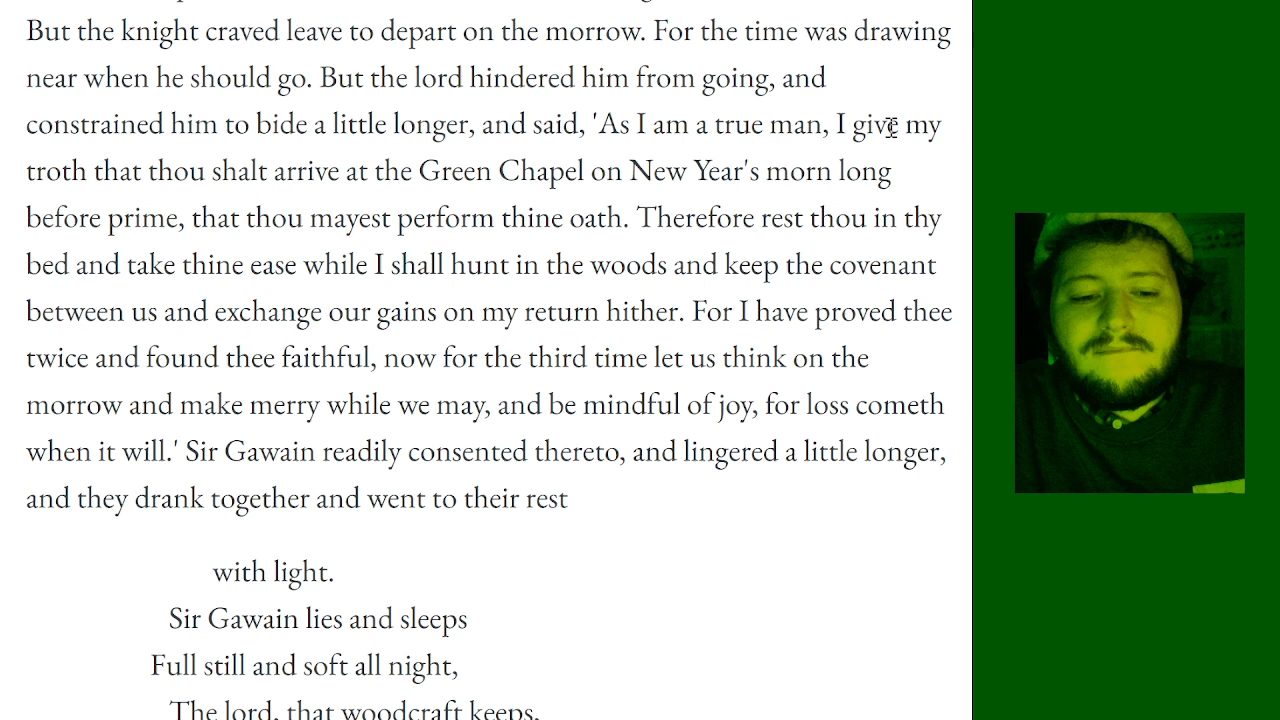 But the knight craved leave to depart on the morrow. For the time was drawing
near when he should go. But the lord hindered him from going, and
constrained him to bide a little longer, and said, 'As I am a true man, I give my
troth that thou shalt arrive at the Green Chapel on New Year's morn long
before prime, that thou mayest perform thine oath. Therefore rest thou in thy
bed and take thine ease while I shall hunt in the woods and keep the covenant
between us and exchange our gains on my return hither. For I have proved thee
twice and found thee faithful, now for the third time let us think on the
morrow and make merry while we may, and be mindful of joy, for loss cometh
when it will.' Sir Gawain readily consented thereto, and lingered a little longer,
and they drank together and went to their rest
with light.
Sir Gawain lies and sleeps
Full still and soft all night,
The lord, that woodcraft keeps,